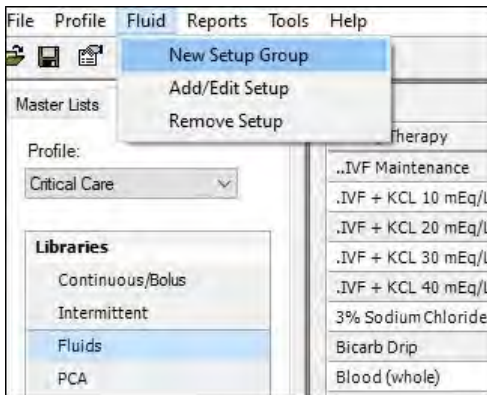 File Profile Fluid Reports Tools Help
New Setup Group
Add/Edit Setup
Remove Setup
Master Lists
Profile:
Critical Care
Libraries
Continuous/Bolus
Intermittent
Fluids
PCA
Therapy
..IVF Maintenance
.IVF + KCL 10 mEq/L
.IVF + KCL 20 mEq/L
.IVF + KCL 30 mEq/L
.IVF + KCL 40 mEq/L
3% Sodium Chloride
Bicarb Drip
Blood (whole)